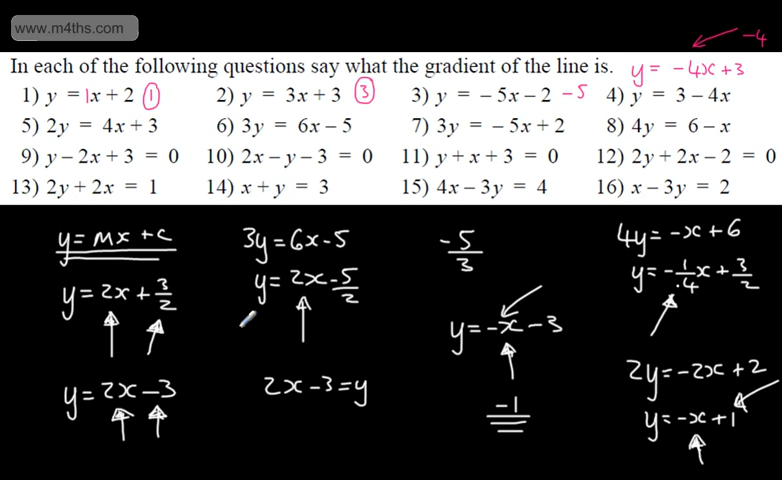 www.m4ths.com
-4
In each of the following questions say what the gradient of the line is. y = -4x+3
1) y = 1x + 2 ① 2) y = 3x + 3 ③ 3) y = − 5x − 2 -5 4) y = 3 − 4x
5) 2y = 4x + 3 6) 3y = 6x − 5 7) 3y = − 5x + 2 8) 4y = 6 − x
9) y − 2x + 3 = 0 10) 2x − y − 3 = 0 11) y + x + 3 = 0 12) 2y + 2x − 2 = 0
13) 2y + 2x = 1 14) x + y = 3 15) 4x − 3y = 4 16) x − 3y = 2
y = mx + c
y = 2x + 3/2
y = 2x - 3
3y = 6x - 5
y = 2x - 5/2
2x - 3 = y
-5/3
y = -x - 3
-1
4y = -x + 6
y = -1/4x + 3/2
2y = -2x + 2
y = -x + 1